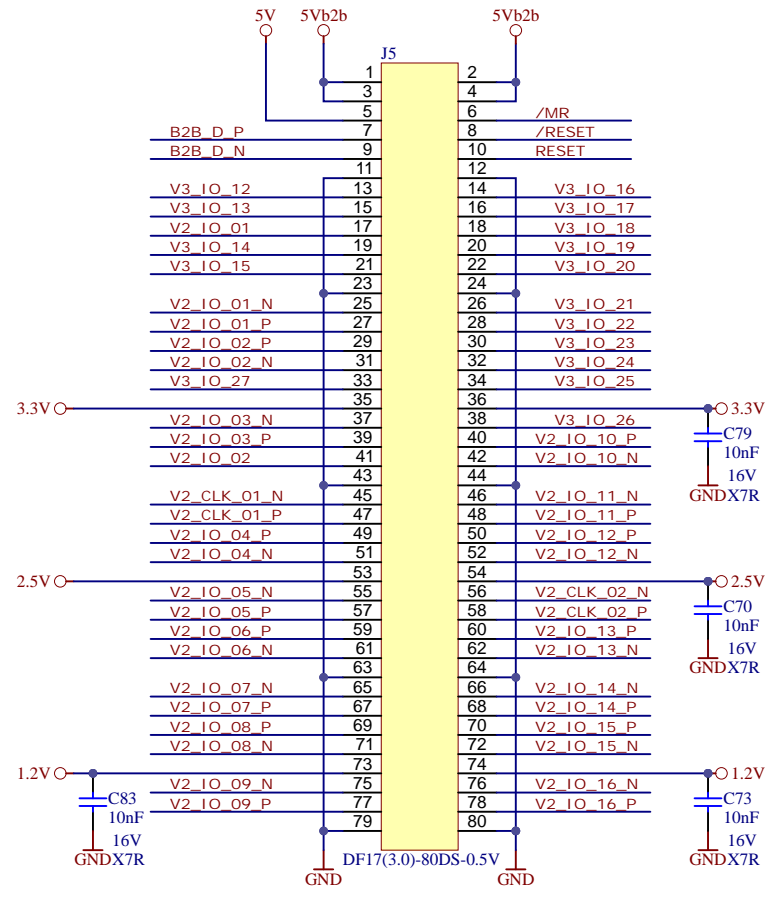 5V 5Vb2b 5Vb2b
J5
1 2
3 4
5 6 /MR
B2B_D_P 7 8 /RESET
B2B_D_N 9 10 RESET
11 12
V3_IO_12 13 14 V3_IO_16
V3_IO_13 15 16 V3_IO_17
V2_IO_01 17 18 V3_IO_18
V3_IO_14 19 20 V3_IO_19
V3_IO_15 21 22 V3_IO_20
23 24
V2_IO_01_N 25 26 V3_IO_21
V2_IO_01_P 27 28 V3_IO_22
V2_IO_02_P 29 30 V3_IO_23
V2_IO_02_N 31 32 V3_IO_24
V3_IO_27 33 34 V3_IO_25
3.3V 35 36 3.3V
V2_IO_03_N 37 38 V3_IO_26
C79
V2_IO_03_P 39 40 V2_IO_10_P
10nF
V2_IO_02 41 42 V2_IO_10_N
16V
43 44
GND X7R
V2_CLK_01_N 45 46 V2_IO_11_N
V2_CLK_01_P 47 48 V2_IO_11_P
V2_IO_04_P 49 50 V2_IO_12_P
V2_IO_04_N 51 52 V2_IO_12_N
2.5V 53 54 2.5V
V2_IO_05_N 55 56 V2_CLK_02_N
C70
V2_IO_05_P 57 58 V2_CLK_02_P
10nF
V2_IO_06_P 59 60 V2_IO_13_P
V2_IO_06_N 61 62 V2_IO_13_N
16V
63 64
GND X7R
V2_IO_07_N 65 66 V2_IO_14_N
V2_IO_07_P 67 68 V2_IO_14_P
V2_IO_08_P 69 70 V2_IO_15_P
V2_IO_08_N 71 72 V2_IO_15_N
1.2V 73 74 1.2V
V2_IO_09_N 75 76 V2_IO_16_N
C83 C73
V2_IO_09_P 77 78 V2_IO_16_P
10nF 10nF
79 80
16V 16V
GND X7R DF17(3.0)-80DS-0.5V GND X7R
GND GND